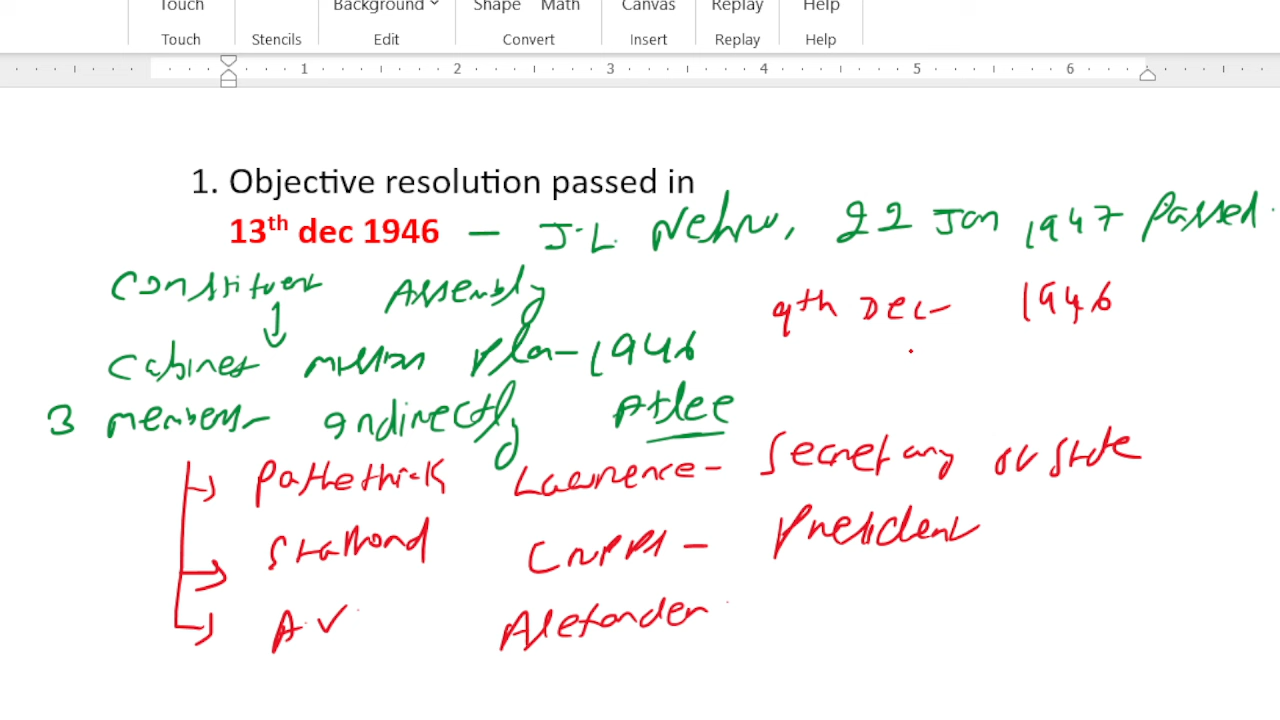 Touch Background Shape Math Canvas Replay Help
Touch Stencils Edit Convert Insert Replay Help
1 2 3 4 5 6
1. Objective resolution passed in
13th dec 1946 – J.L. Nehru, 22 Jan 1947 Passed.
Constituent Assembly 9th Dec– 1946
Cabinet mission Plan–1946
3 members– indirectly Atlee
Pathethick Lawrence– Secretary of State
Stafford Cripps – President
A.V Alexander